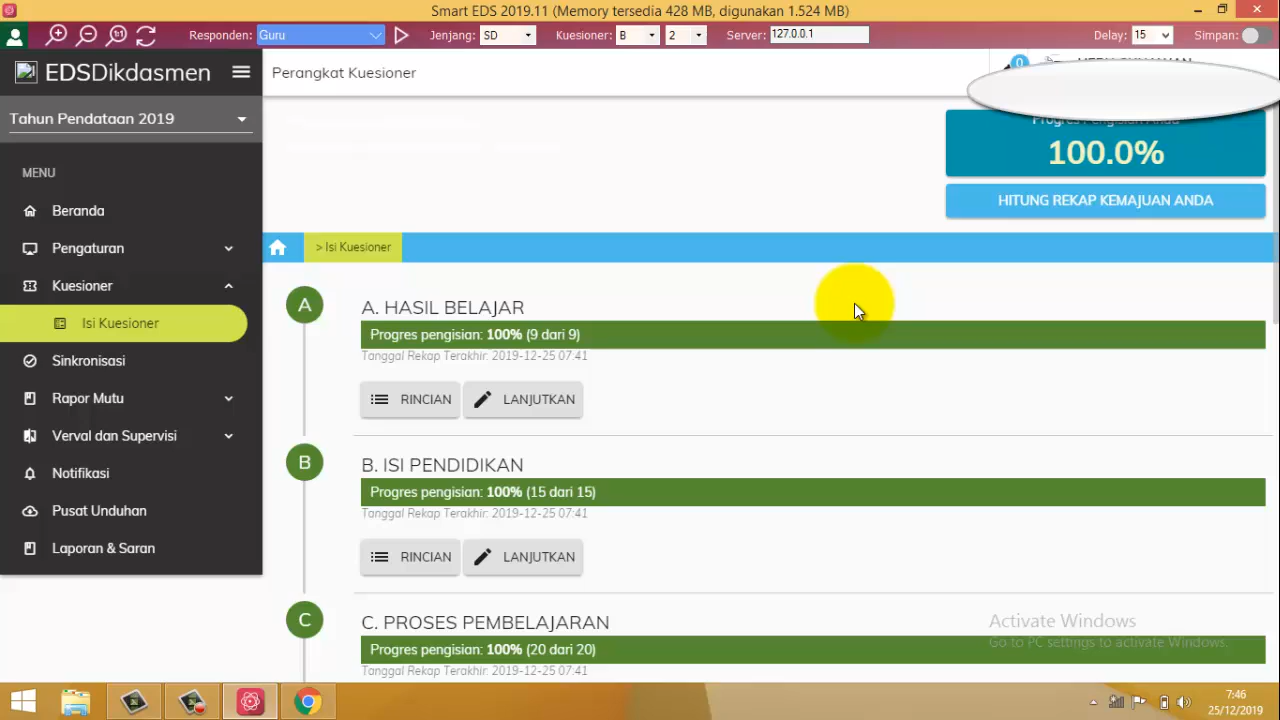 Smart EDS 2019.11 (Memory tersedia 428 MB, digunakan 1.524 MB)
Responden: Guru Jenjang: SD Kuesioner: B 2 Server: 127.0.0.1 Delay: 15 Simpan:
EDSDikdasmen
Perangkat Kuesioner
0
Tahun Pendataan 2019
100.0%
HITUNG REKAP KEMAJUAN ANDA
MENU
Beranda
Pengaturan
Kuesioner
Isi Kuesioner
Sinkronisasi
Rapor Mutu
Verval dan Supervisi
Notifikasi
Pusat Unduhan
Laporan & Saran
> Isi Kuesioner
A
A. HASIL BELAJAR
Progres pengisian: 100% (9 dari 9)
Tanggal Rekap Terakhir: 2019-12-25 07:41
RINCIAN LANJUTKAN
B
B. ISI PENDIDIKAN
Progres pengisian: 100% (15 dari 15)
Tanggal Rekap Terakhir: 2019-12-25 07:41
RINCIAN LANJUTKAN
C
C. PROSES PEMBELAJARAN
Progres pengisian: 100% (20 dari 20)
Tanggal Rekap Terakhir: 2019-12-25 07:41
Activate Windows
Go to PC settings to activate Windows.
7:46
25/12/2019